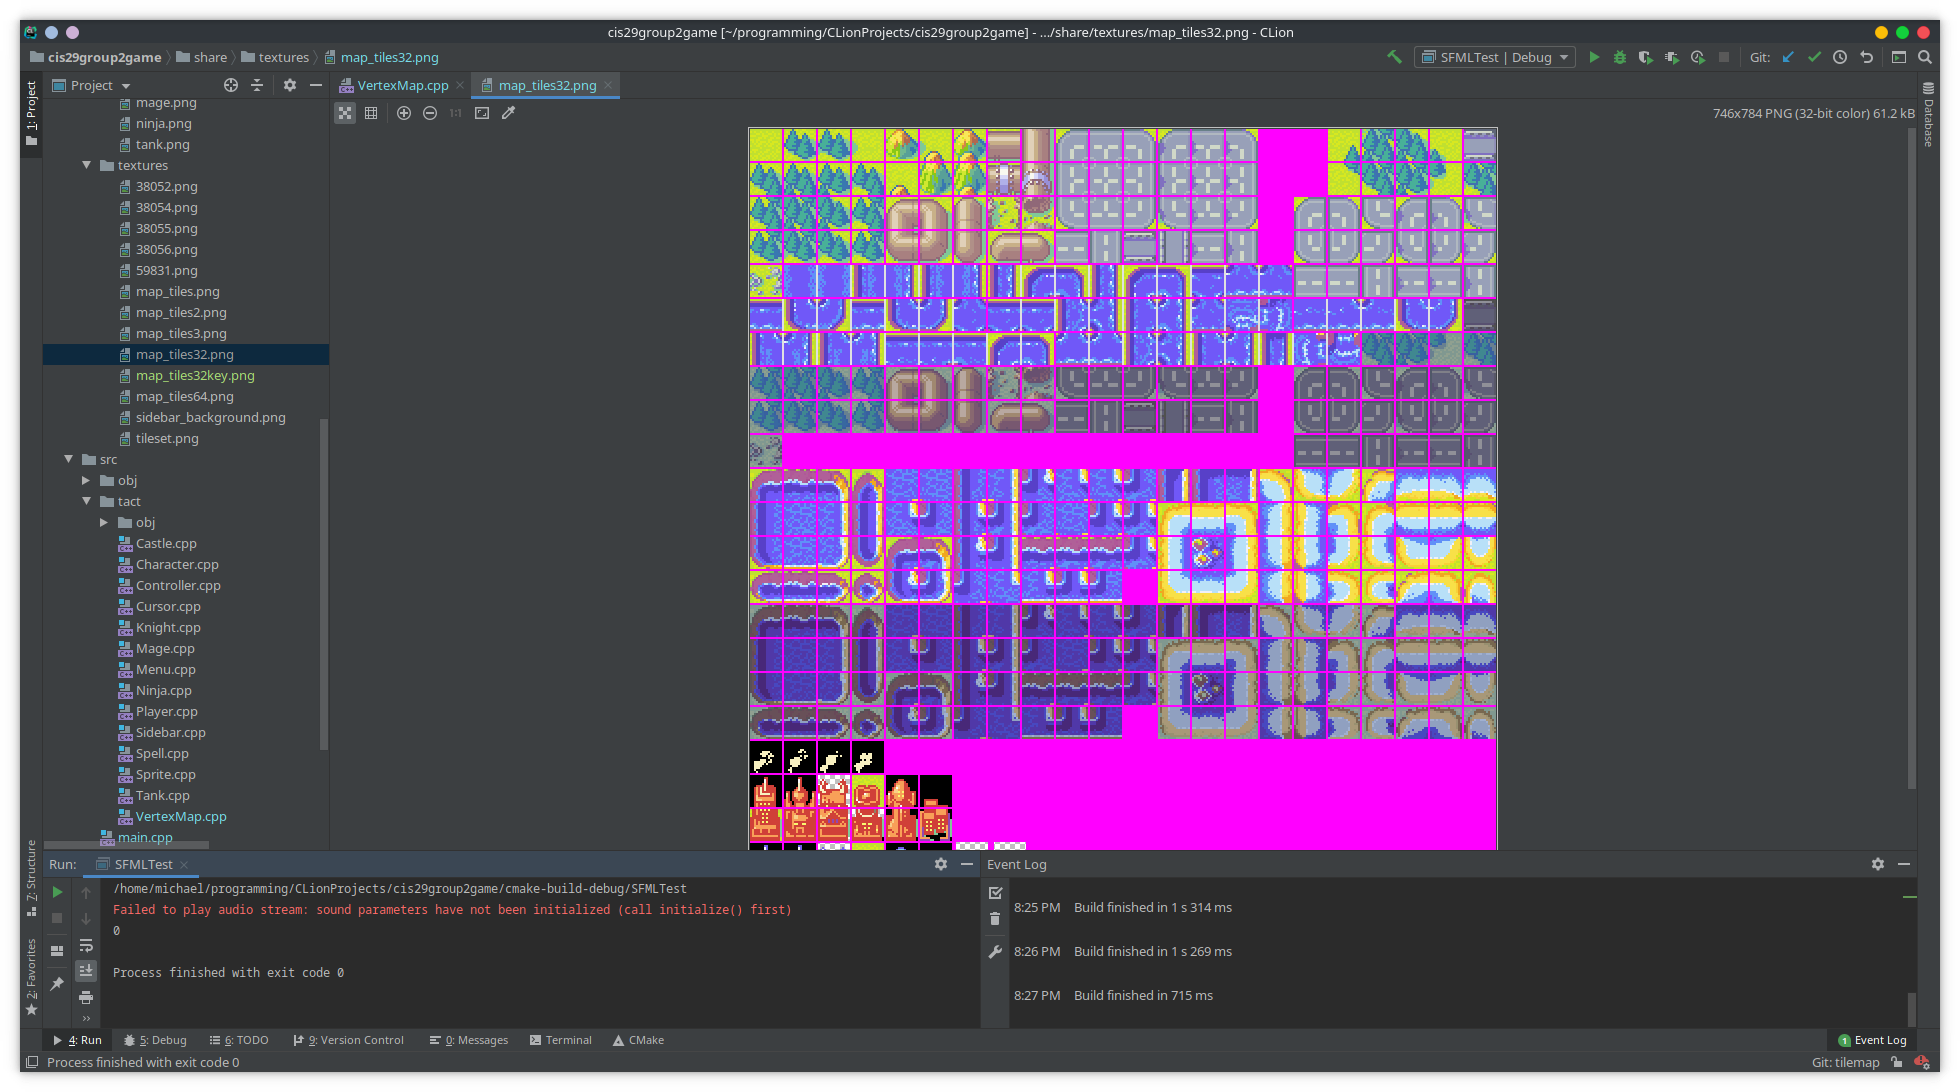 cis29group2game [~/programming/CLionProjects/cis29group2game] - .../share/textures/map_tiles32.png - CLion
cis29group2game share textures map_tiles32.png
SFMLTest | Debug
Git:
1: Project
Project
VertexMap.cpp
map_tiles32.png
Database
1:1
746x784 PNG (32-bit color) 61.2 kB
mage.png
ninja.png
tank.png
textures
38052.png
38054.png
38055.png
38056.png
59831.png
map_tiles.png
map_tiles2.png
map_tiles3.png
map_tiles32.png
map_tiles32key.png
map_tiles64.png
sidebar_background.png
tileset.png
src
obj
tact
obj
Castle.cpp
Character.cpp
Controller.cpp
Cursor.cpp
Knight.cpp
Mage.cpp
Menu.cpp
Ninja.cpp
Player.cpp
Sidebar.cpp
Spell.cpp
Sprite.cpp
Tank.cpp
VertexMap.cpp
main.cpp
7: Structure
2: Favorites
Run: SFMLTest
/home/michael/programming/CLionProjects/cis29group2game/cmake-build-debug/SFMLTest
Failed to play audio stream: sound parameters have not been initialized (call initialize() first)
0
Process finished with exit code 0
Event Log
8:25 PM Build finished in 1 s 314 ms
8:26 PM Build finished in 1 s 269 ms
8:27 PM Build finished in 715 ms
4: Run
5: Debug
6: TODO
9: Version Control
0: Messages
Terminal
CMake
1 Event Log
Process finished with exit code 0
Git: tilemap